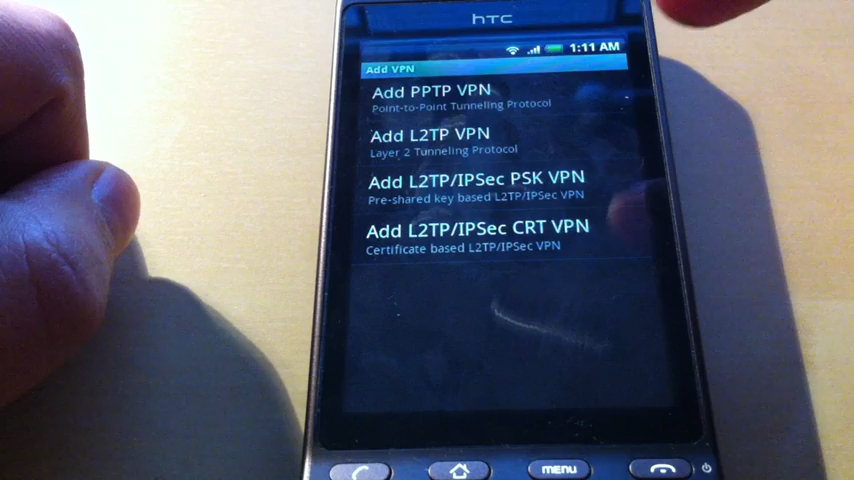 hTC
1:11 AM
Add VPN
Add PPTP VPN
Point-to-Point Tunneling Protocol
Add L2TP VPN
Layer 2 Tunneling Protocol
Add L2TP/IPSec PSK VPN
Pre-shared key based L2TP/IPSec VPN
Add L2TP/IPSec CRT VPN
Certificate based L2TP/IPSec VPN
menu